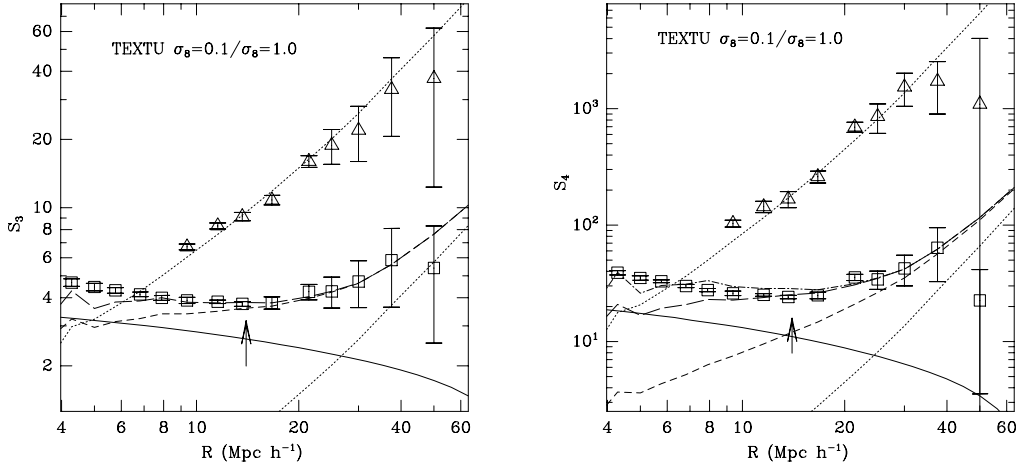 TEXTU σ₈=0.1/σ₈=1.0
60
40
20
10
8
6
4
2
S₃
4 6 8 10 20 40 60
R (Mpc h⁻¹)
TEXTU σ₈=0.1/σ₈=1.0
10³
10²
10¹
S₄
4 6 8 10 20 40 60
R (Mpc h⁻¹)